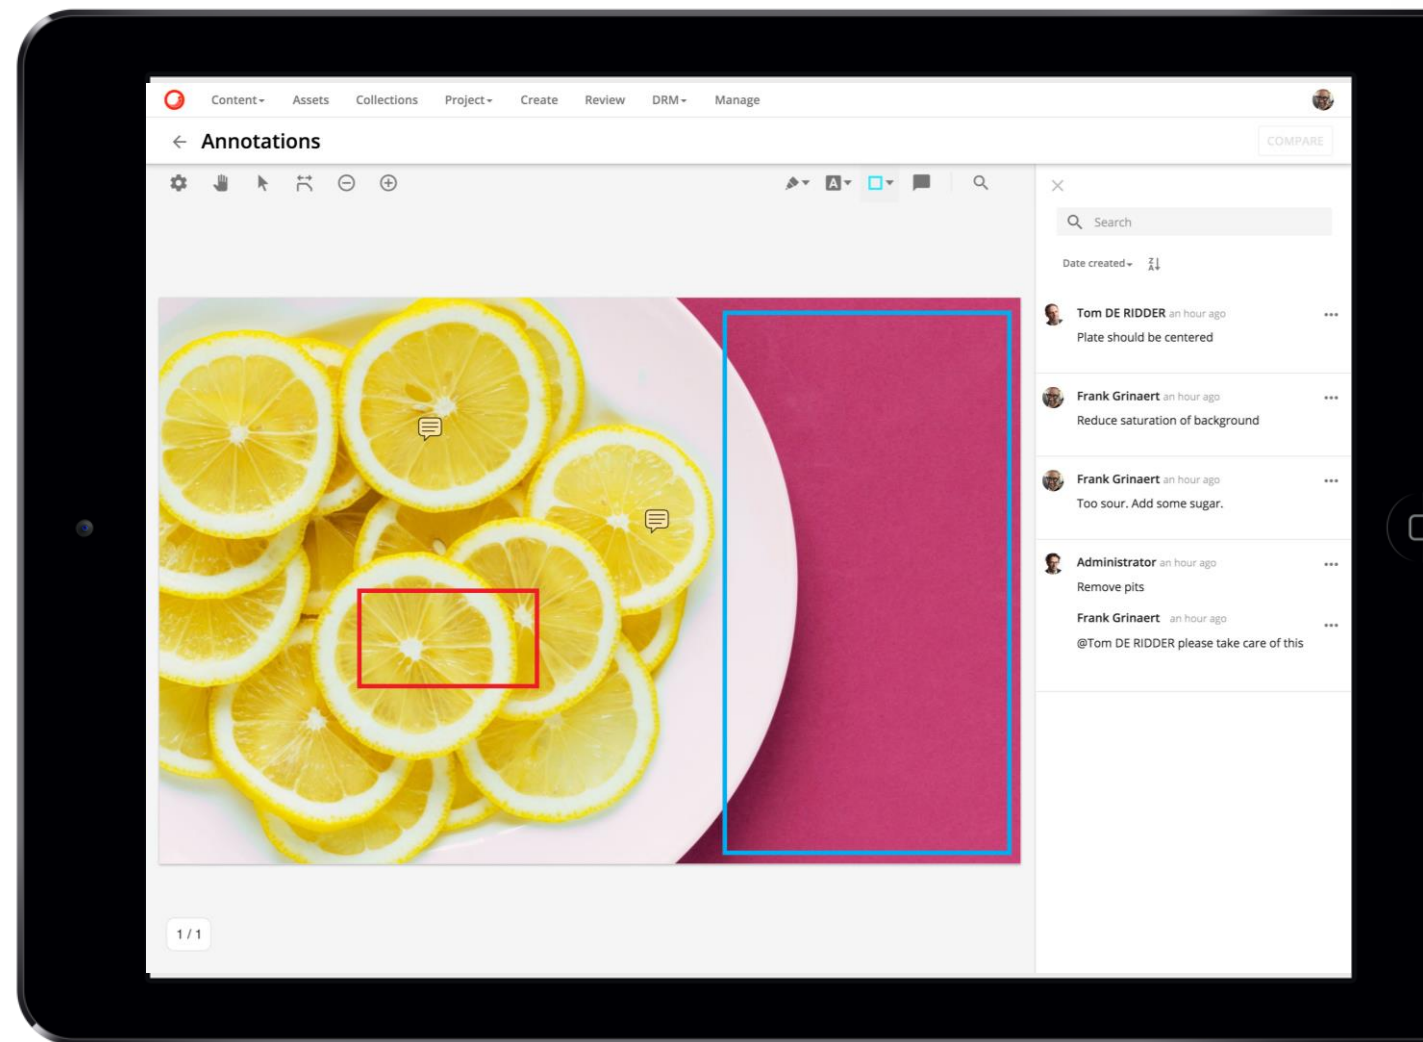 Content Assets Collections Project Create Review DRM Manage
Annotations
COMPARE
A
Search
Date created Z A
Tom DE RIDDER an hour ago
Plate should be centered
Frank Grinaert an hour ago
Reduce saturation of background
Frank Grinaert an hour ago
Too sour. Add some sugar.
Administrator an hour ago
Remove pits
Frank Grinaert an hour ago
@Tom DE RIDDER please take care of this
1 / 1